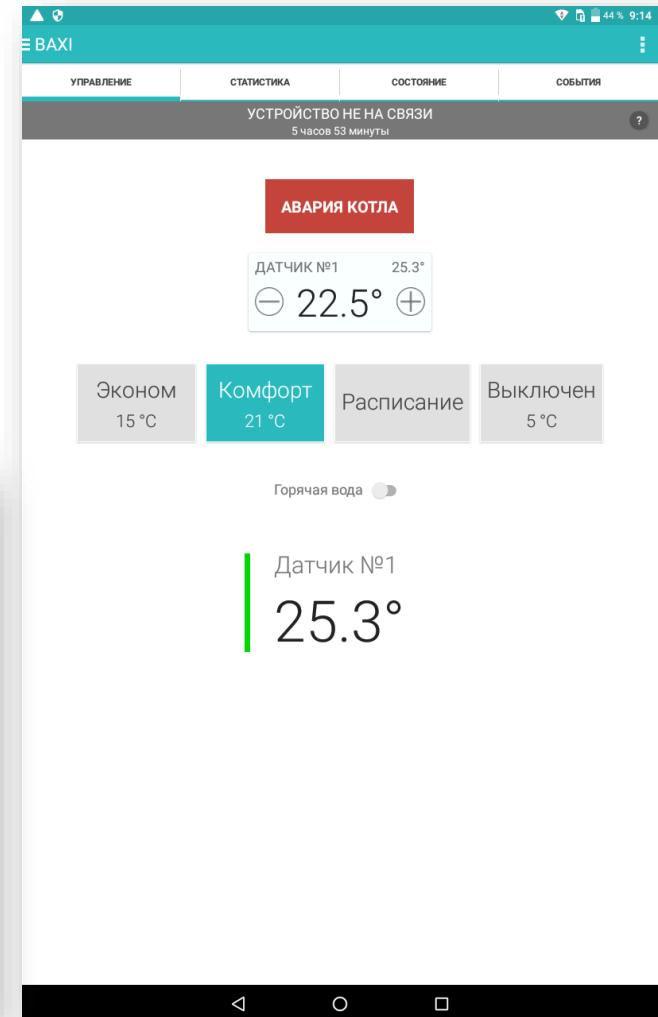 44 % 9:14
BAXI
УПРАВЛЕНИЕ СТАТИСТИКА СОСТОЯНИЕ СОБЫТИЯ
УСТРОЙСТВО НЕ НА СВЯЗИ
5 часов 53 минуты
?
АВАРИЯ КОТЛА
ДАТЧИК №1 25.3°
22.5°
Эконом
15 °C
Комфорт
21 °C
Расписание
Выключен
5 °C
Горячая вода
Датчик №1
25.3°